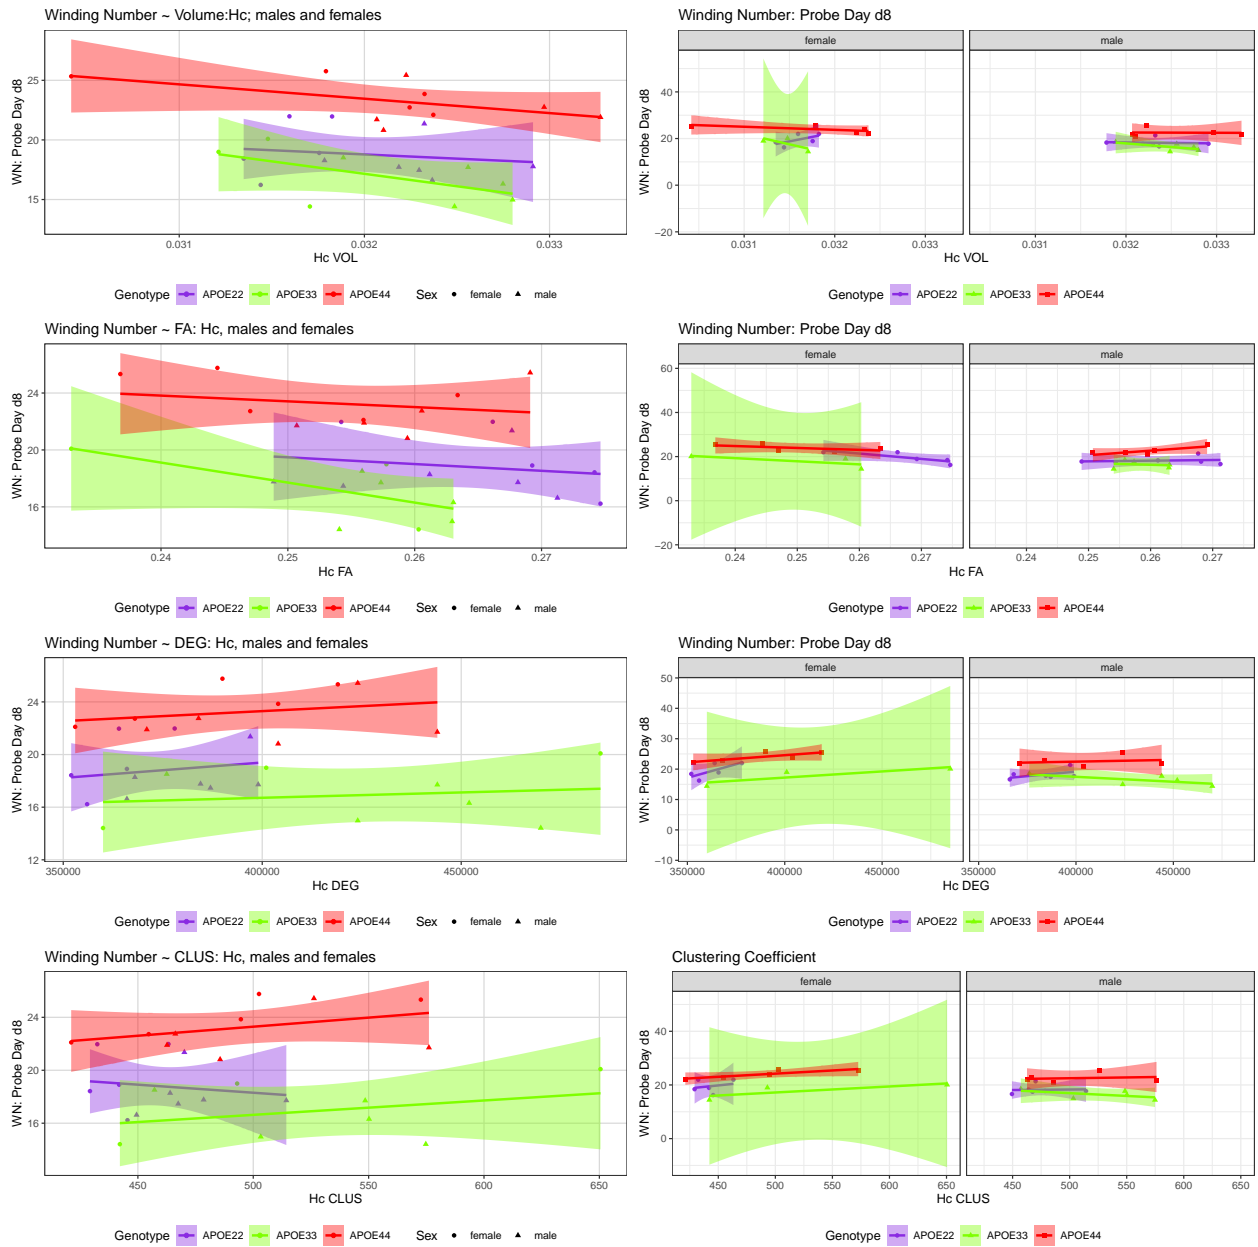 Winding Number ~ Volume:Hc; males and females
WN: Probe Day d8
25
20
15
0.031
0.032
0.033
Hc VOL
Genotype APOE22 APOE33 APOE44 Sex female male
Winding Number: Probe Day d8
female
male
WN: Probe Day d8
40
20
0
−20
0.031
0.032
0.033
0.031
0.032
0.033
Hc VOL
Genotype APOE22 APOE33 APOE44
Winding Number ~ FA: Hc, males and females
WN: Probe Day d8
24
20
16
0.24
0.25
0.26
0.27
Hc FA
Genotype APOE22 APOE33 APOE44 Sex female male
Winding Number: Probe Day d8
female
male
WN: Probe Day d8
60
40
20
0
−20
0.24
0.25
0.26
0.27
0.24
0.25
0.26
0.27
Hc FA
Genotype APOE22 APOE33 APOE44
Winding Number ~ DEG: Hc, males and females
WN: Probe Day d8
24
20
16
12
350000
400000
450000
Hc DEG
Genotype APOE22 APOE33 APOE44 Sex female male
Winding Number: Probe Day d8
female
male
WN: Probe Day d8
50
40
30
20
10
0
−10
350000
400000
450000
350000
400000
450000
Hc DEG
Genotype APOE22 APOE33 APOE44
Winding Number ~ CLUS: Hc, males and females
WN: Probe Day d8
24
20
16
450
500
550
600
650
Hc CLUS
Genotype APOE22 APOE33 APOE44 Sex female male
Clustering Coefficient
female
male
WN: Probe Day d8
40
20
0
450
500
550
600
650
450
500
550
600
650
Hc CLUS
Genotype APOE22 APOE33 APOE44